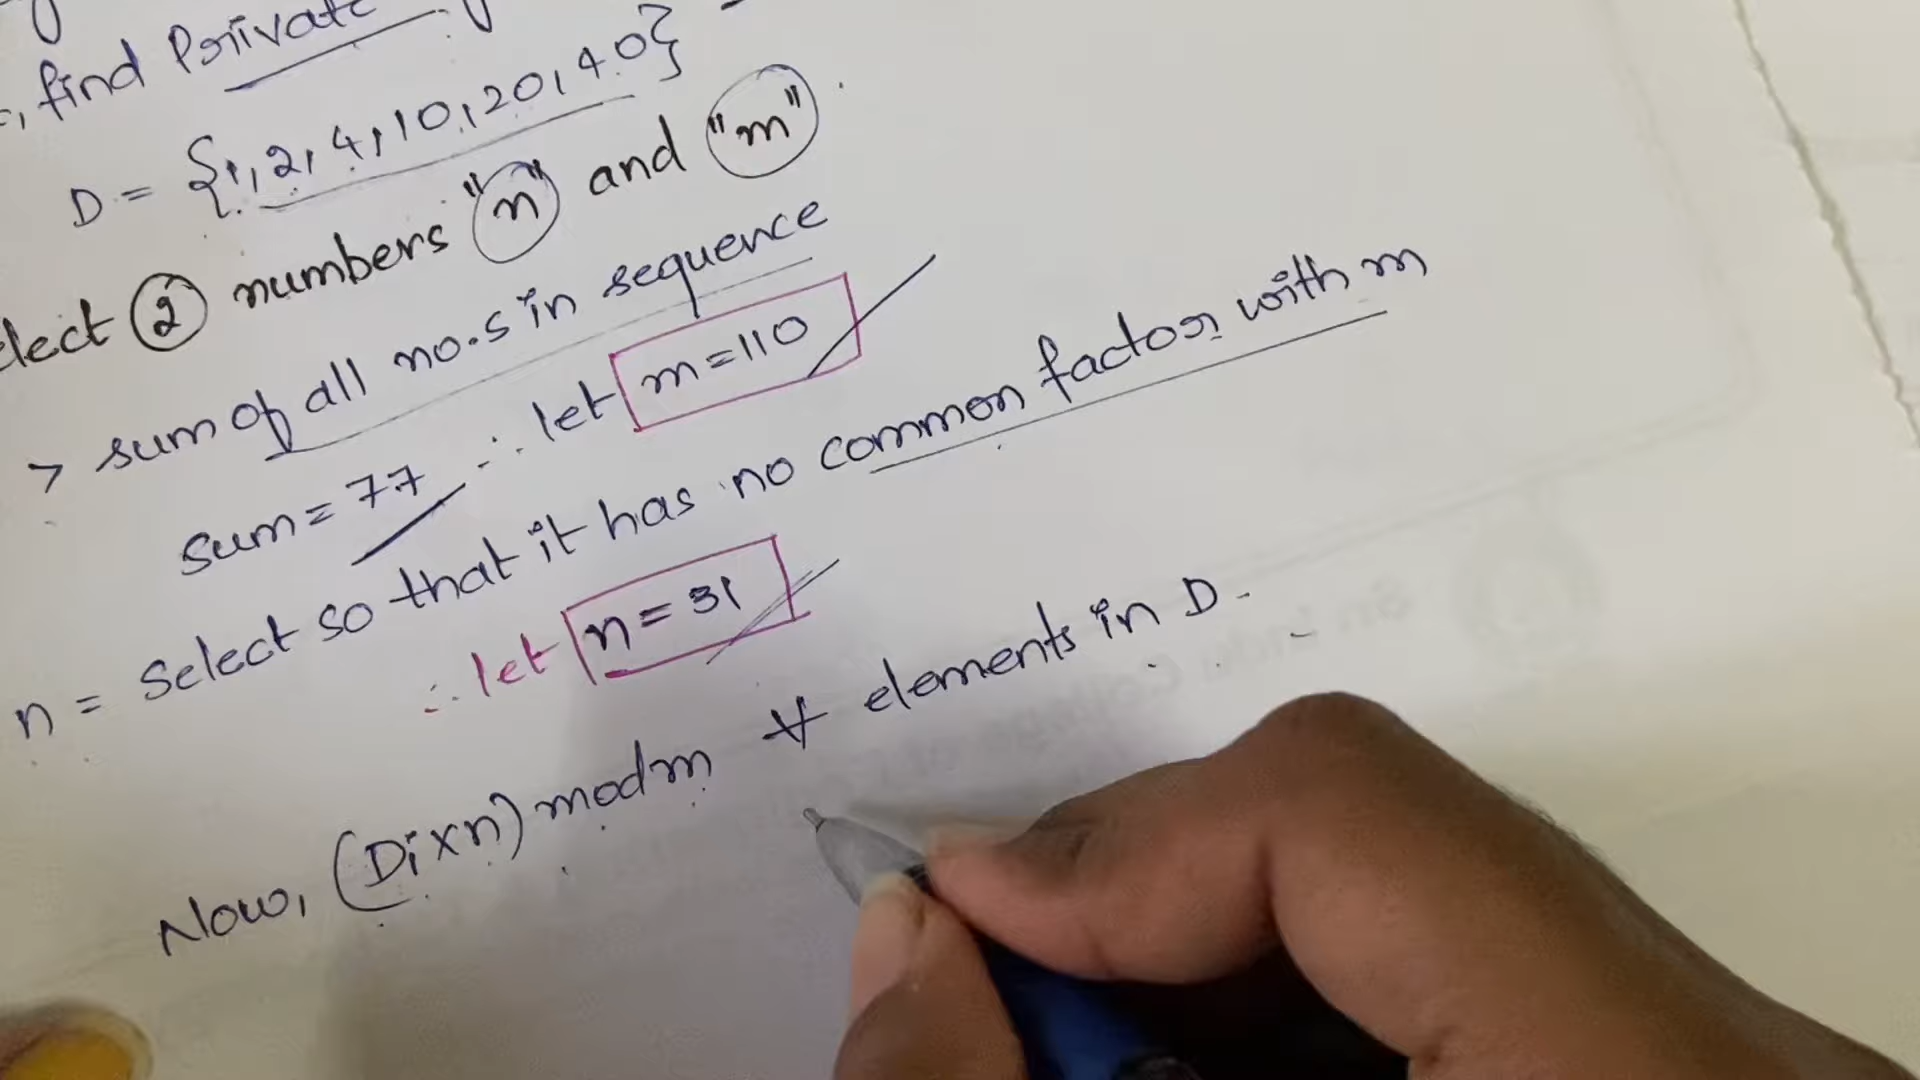 find Private
D = {1, 2, 4, 10, 20, 40}
elect 2 numbers "n" and "m".
> sum of all no.s in sequence
sum = 77 ∴ let m = 110
n = select so that it has no common factor with m
∴ let n = 31
Now, (Di x n) mod m ∀ elements in D.